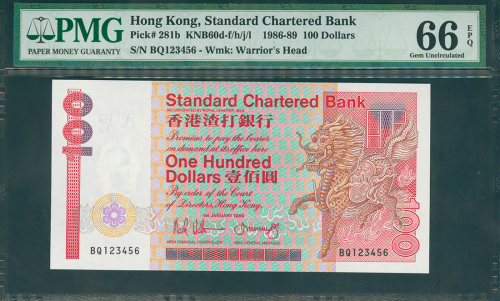 PMG
PAPER MONEY GUARANTY
Hong Kong, Standard Chartered Bank
Pick# 281b KNB60d-f/h/j/l 1986-89 100 Dollars
S/N BQ123456 - Wmk: Warrior's Head
66 EPQ
Gem Uncirculated
100
Standard Chartered Bank
香港渣打銀行
Promises to pay the bearer
on demand at its office here
One Hundred
Dollars 壹佰圓
By order of the Court
of Directors, Hong Kong.
1st JANUARY
BQ123456
BQ123456
100